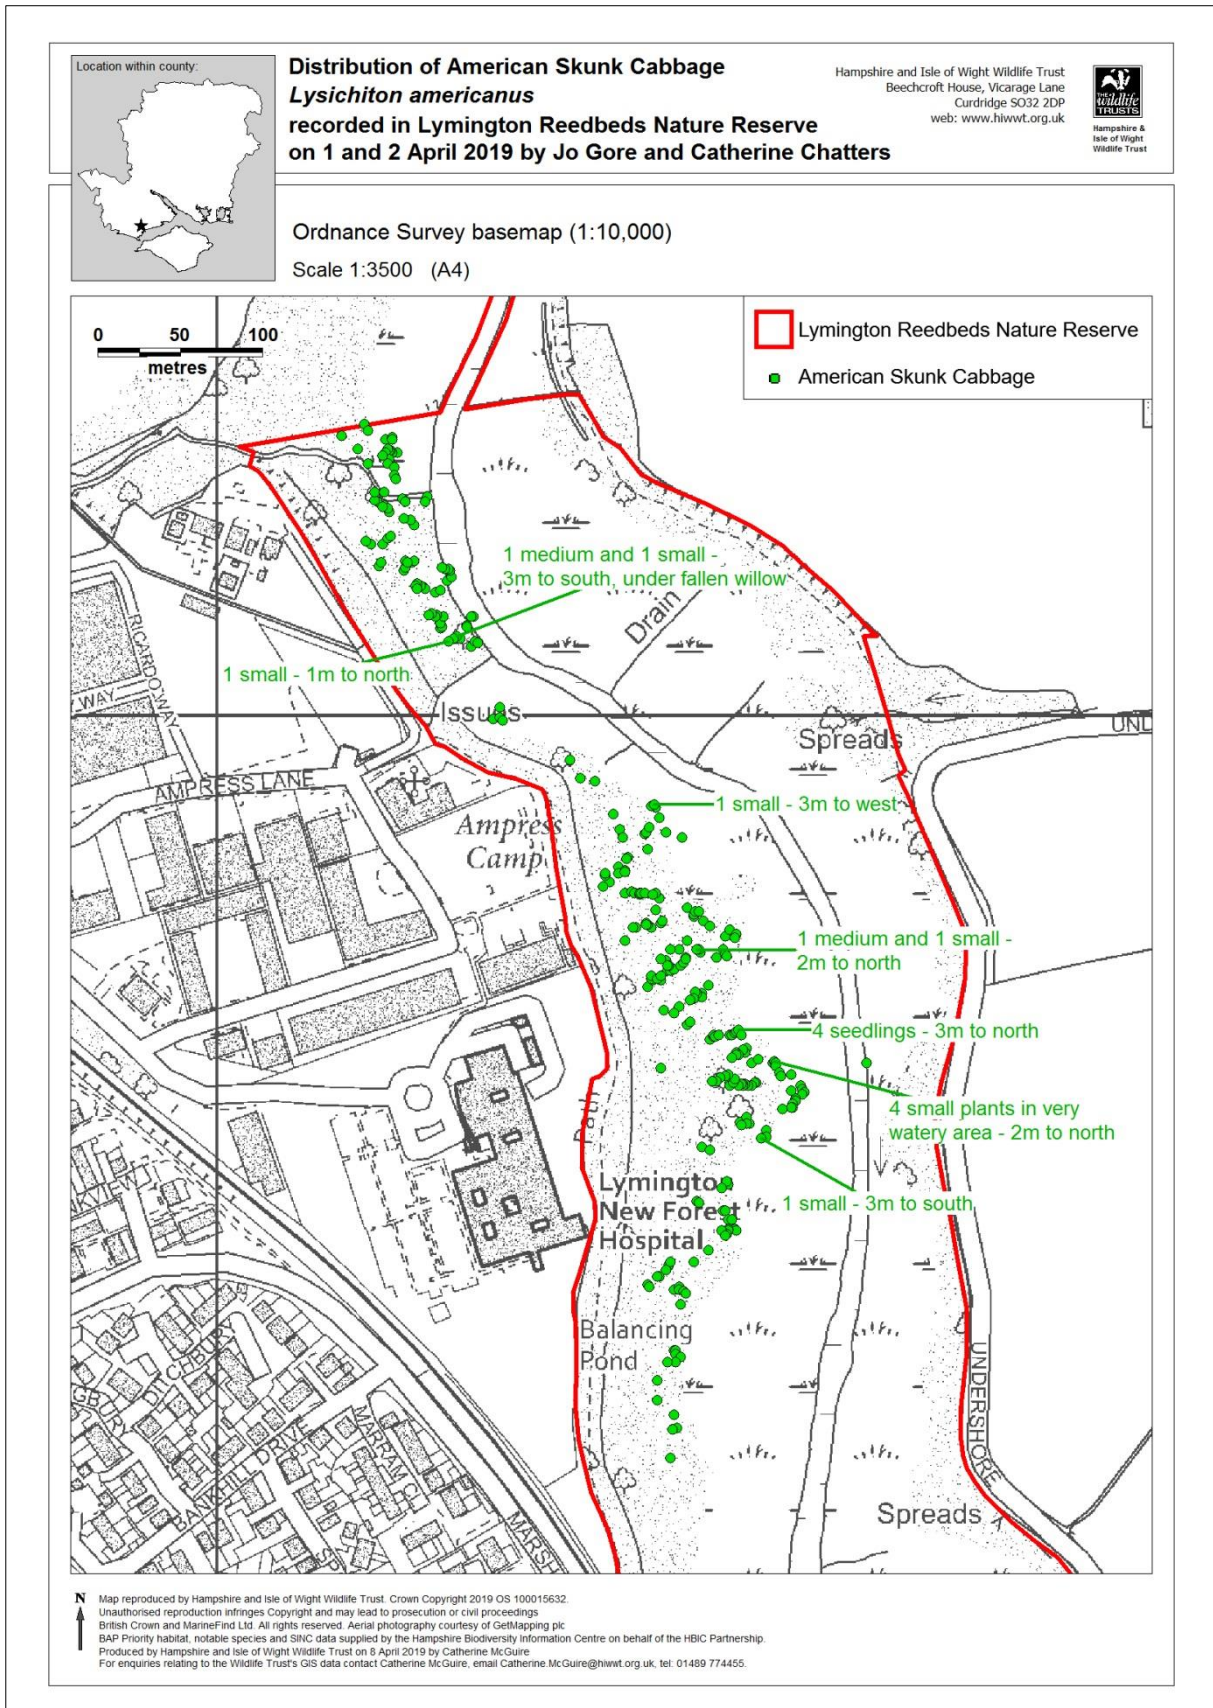 Location within county:
Distribution of American Skunk Cabbage
Lysichiton americanus
recorded in Lymington Reedbeds Nature Reserve
on 1 and 2 April 2019 by Jo Gore and Catherine Chatters
Hampshire and Isle of Wight Wildlife Trust
Beechcroft House, Vicarage Lane
Curdridge SO32 2DP
web: www.hiwwt.org.uk
THE
wildlife
TRUSTS
Hampshire &
Isle of Wight
Wildlife Trust
Ordnance Survey basemap (1:10,000)
Scale 1:3500 (A4)
0 50 100
metres
Lymington Reedbeds Nature Reserve
American Skunk Cabbage
1 medium and 1 small -
3m to south, under fallen willow
Drain
1 small - 1m to north
RICARDO WAY
WAY
Issues
Spreads
UND
AMPRESS LANE
1 small - 3m to west
Ampress
Camp
1 medium and 1 small -
2m to north
4 seedlings - 3m to north
4 small plants in very
watery area - 2m to north
Lymington
New Forest
Hospital
1 small - 3m to south
Balancing
Pond
UNDERSHORE
DRIVE
MARRAM
MARSH
Spreads
N
Map reproduced by Hampshire and Isle of Wight Wildlife Trust. Crown Copyright 2019 OS 100015632.
Unauthorised reproduction infringes Copyright and may lead to prosecution or civil proceedings
British Crown and MarineFind Ltd. All rights reserved. Aerial photography courtesy of GetMapping plc
BAP Priority habitat, notable species and SINC data supplied by the Hampshire Biodiversity Information Centre on behalf of the HBIC Partnership.
Produced by Hampshire and Isle of Wight Wildlife Trust on 8 April 2019 by Catherine McGuire
For enquiries relating to the Wildlife Trust's GIS data contact Catherine McGuire, email Catherine.McGuire@hiwwt.org.uk, tel: 01489 774455.